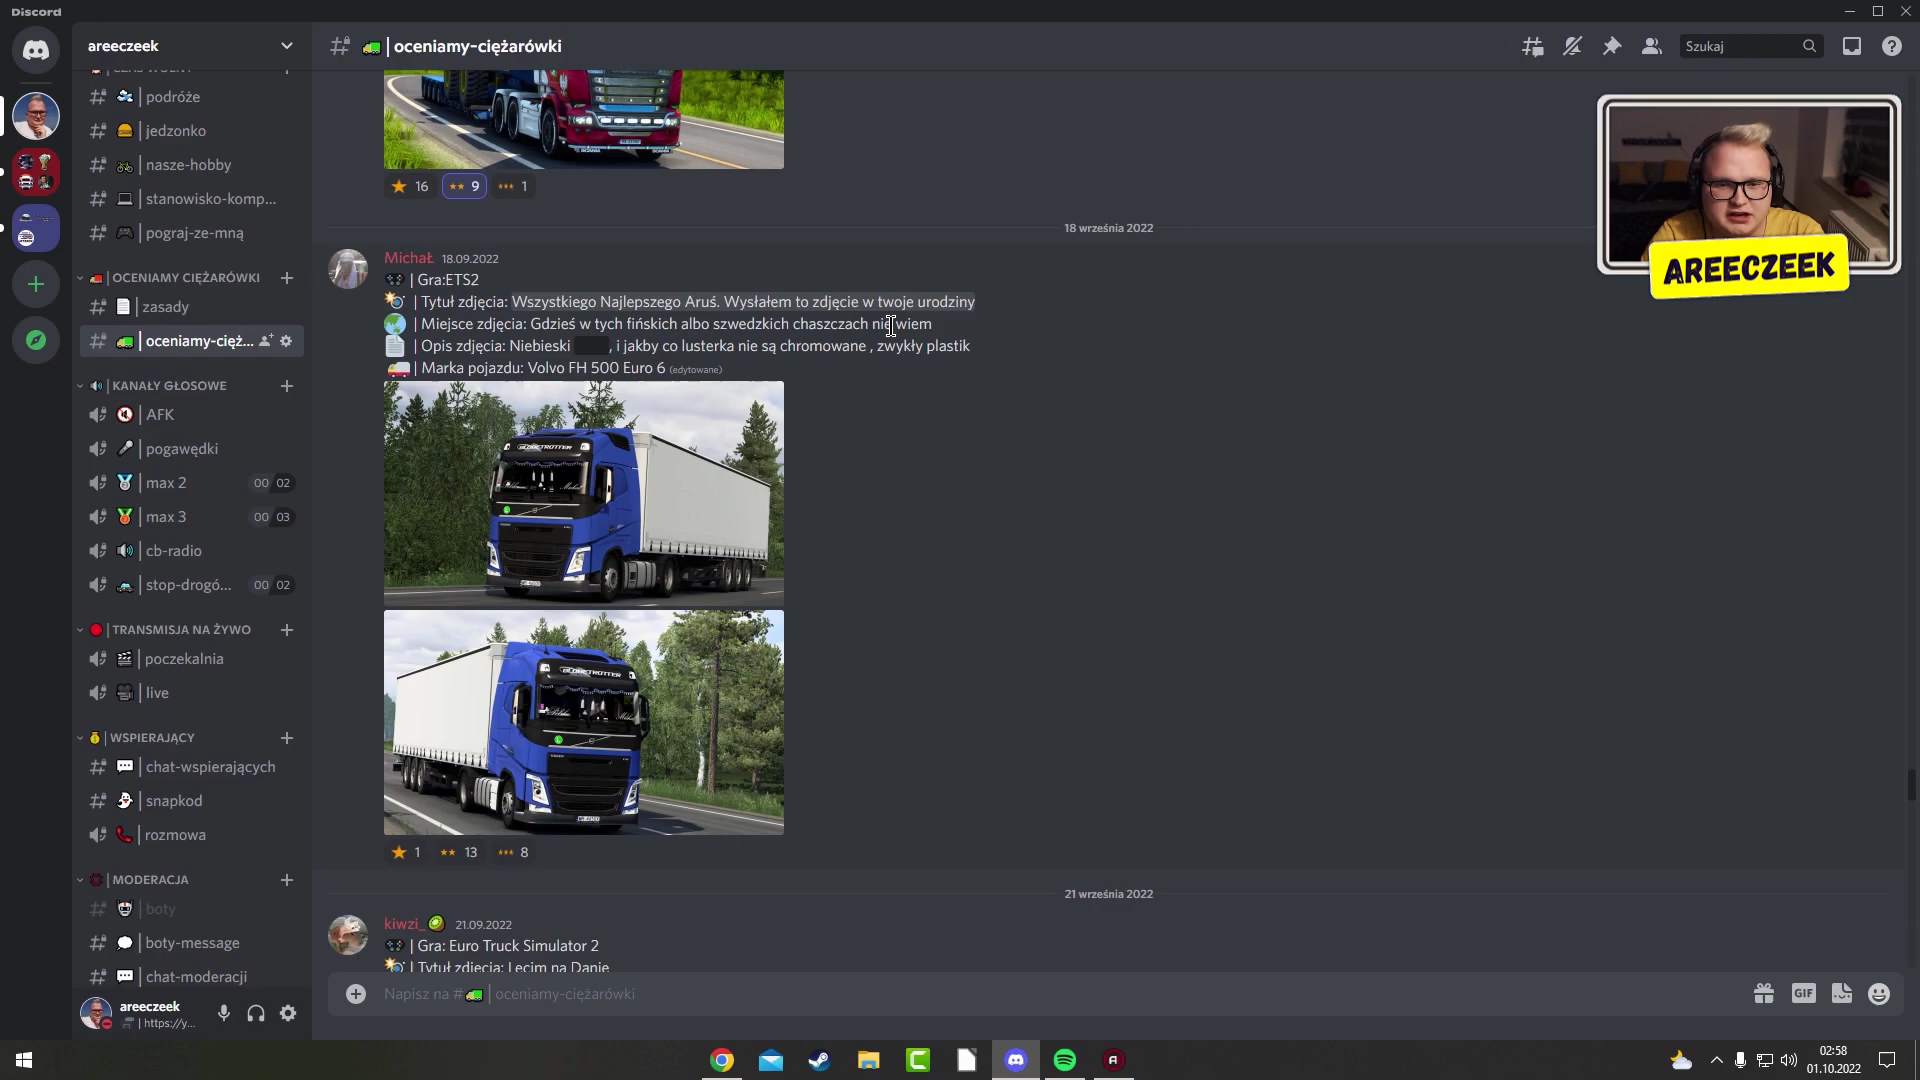 Discord
areeczeek
| podróże
| jedzonko
| nasze-hobby
| stanowisko-komp...
| pograj-ze-mną
| OCENIAMY CIĘŻARÓWKI
| zasady
| oceniamy-cięż...
| KANAŁY GŁOSOWE
| AFK
| pogawędki
| max 2 00 02
| max 3 00 03
| cb-radio
| stop-drogó... 00 02
| TRANSMISJA NA ŻYWO
| poczekalnia
| live
| WSPIERAJĄCY
| chat-wspierających
| snapkod
| rozmowa
| MODERACJA
| boty
| boty-message
| chat-moderacji
areeczeek
| https://y...
| oceniamy-ciężarówki
Szukaj
SCANIA
16 9 1
18 września 2022
Michał 18.09.2022
| Gra:ETS2
| Tytuł zdjęcia: Wszystkiego Najlepszego Aruś. Wysłałem to zdjęcie w twoje urodziny
| Miejsce zdjęcia: Gdzieś w tych fińskich albo szwedzkich chaszczach nie wiem
| Opis zdjęcia: Niebieski , i jakby co lusterka nie są chromowane , zwykły plastik
| Marka pojazdu: Volvo FH 500 Euro 6 (edytowane)
GLOBETROTTER
GLOBETROTTER
1 13 8
21 września 2022
kiwzi_ 21.09.2022
| Gra: Euro Truck Simulator 2
| Tytuł zdjęcia: Lecim na Danię
Napisz na # | oceniamy-ciężarówki
GIF
AREECZEEK
02:58
01.10.2022